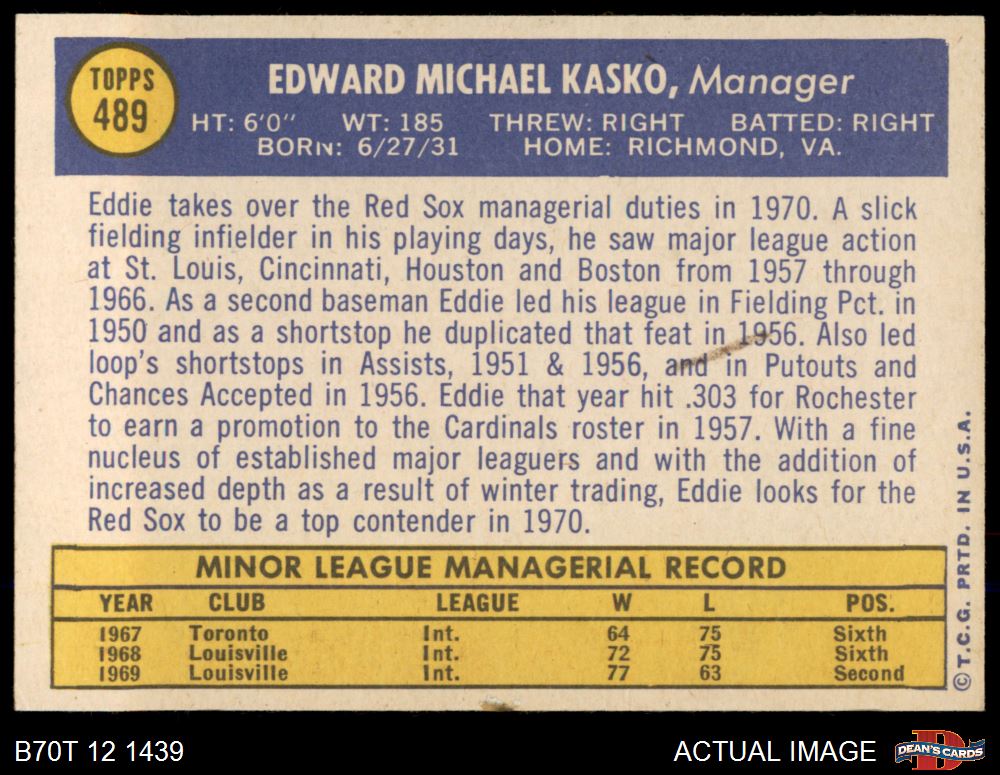 TOPPS
489
EDWARD MICHAEL KASKO, Manager
HT: 6'0" WT: 185 THREW: RIGHT BATTED: RIGHT
BORN: 6/27/31 HOME: RICHMOND, VA.
Eddie takes over the Red Sox managerial duties in 1970. A slick
fielding infielder in his playing days, he saw major league action
at St. Louis, Cincinnati, Houston and Boston from 1957 through
1966. As a second baseman Eddie led his league in Fielding Pct. in
1950 and as a shortstop he duplicated that feat in 1956. Also led
loop's shortstops in Assists, 1951 & 1956, and in Putouts and
Chances Accepted in 1956. Eddie that year hit .303 for Rochester
to earn a promotion to the Cardinals roster in 1957. With a fine
nucleus of established major leaguers and with the addition of
increased depth as a result of winter trading, Eddie looks for the
Red Sox to be a top contender in 1970.
MINOR LEAGUE MANAGERIAL RECORD
YEAR CLUB LEAGUE W L POS.
1967 Toronto Int. 64 75 Sixth
1968 Louisville Int. 72 75 Sixth
1969 Louisville Int. 77 63 Second
©T.C.G. PRTD. IN U.S.A.
B70T 12 1439
ACTUAL IMAGE
B
DEAN'S CARDS